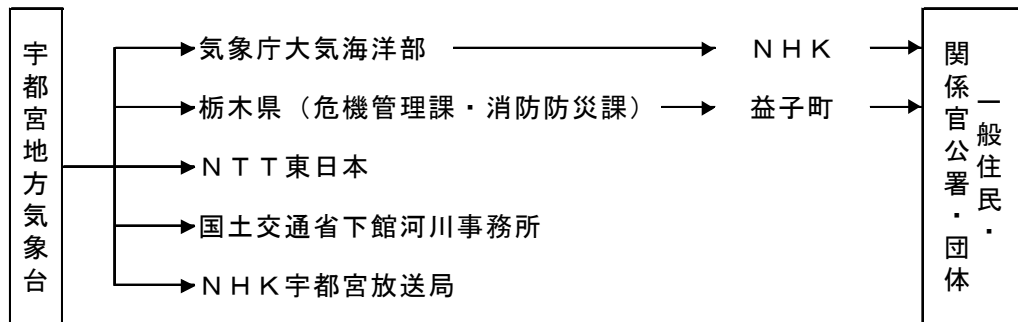 宇都宮地方気象台
気象庁大気海洋部
NHK
栃木県(危機管理課・消防防災課)
益子町
NTT東日本
国土交通省下館河川事務所
NHK宇都宮放送局
一般住民・
関係官公署・団体